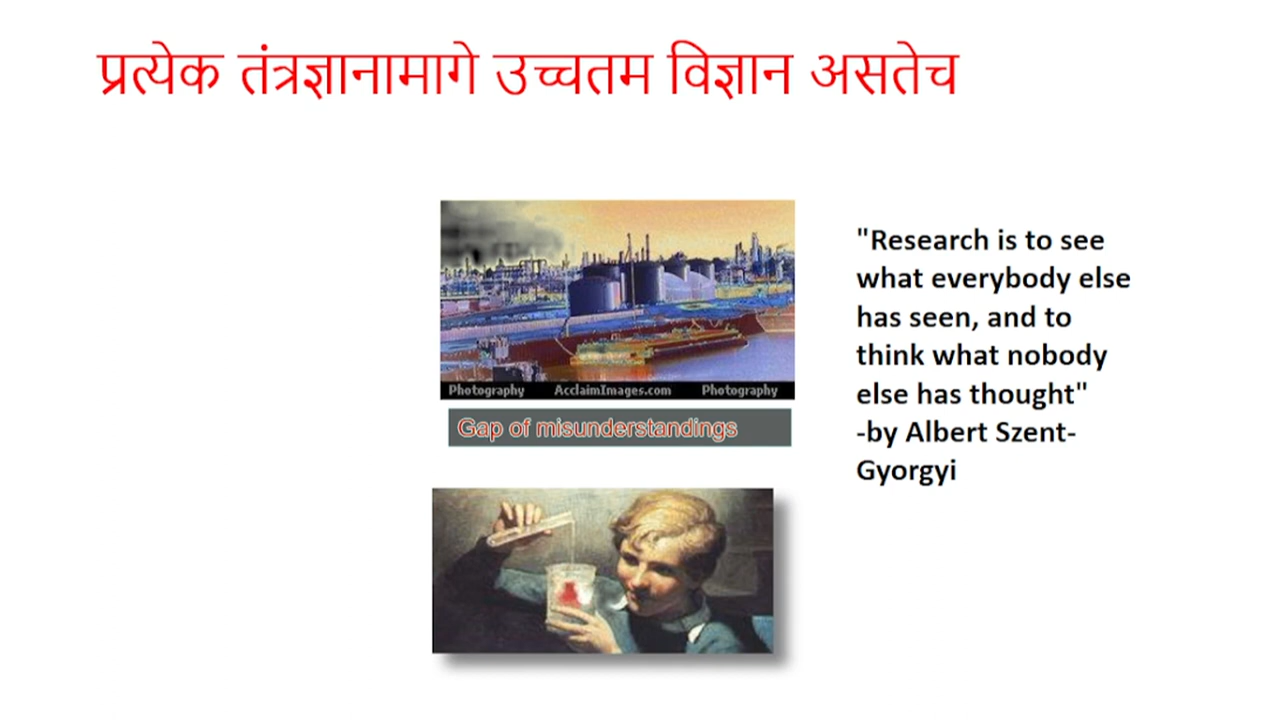 प्रत्येक तंत्रज्ञानामागे उच्चतम विज्ञान असतेच
Photography AcclaimImages.com Photography
Gap of misunderstandings
"Research is to see
what everybody else
has seen, and to
think what nobody
else has thought"
-by Albert Szent-
Gyorgyi